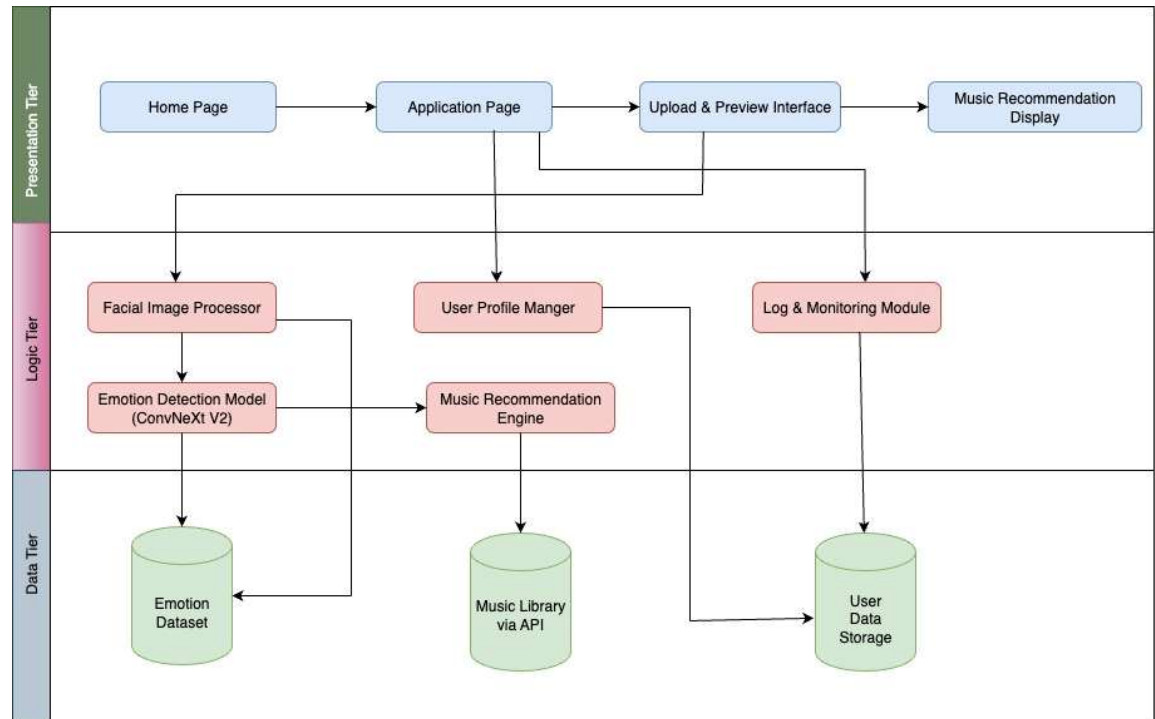 Presentation Tier
Home Page
Application Page
Upload & Preview Interface
Music Recommendation
Display
Logic Tier
Facial Image Processor
User Profile Manger
Log & Monitoring Module
Emotion Detection Model
(ConvNeXt V2)
Music Recommendation
Engine
Data Tier
Emotion
Dataset
Music Library
via API
User
Data
Storage